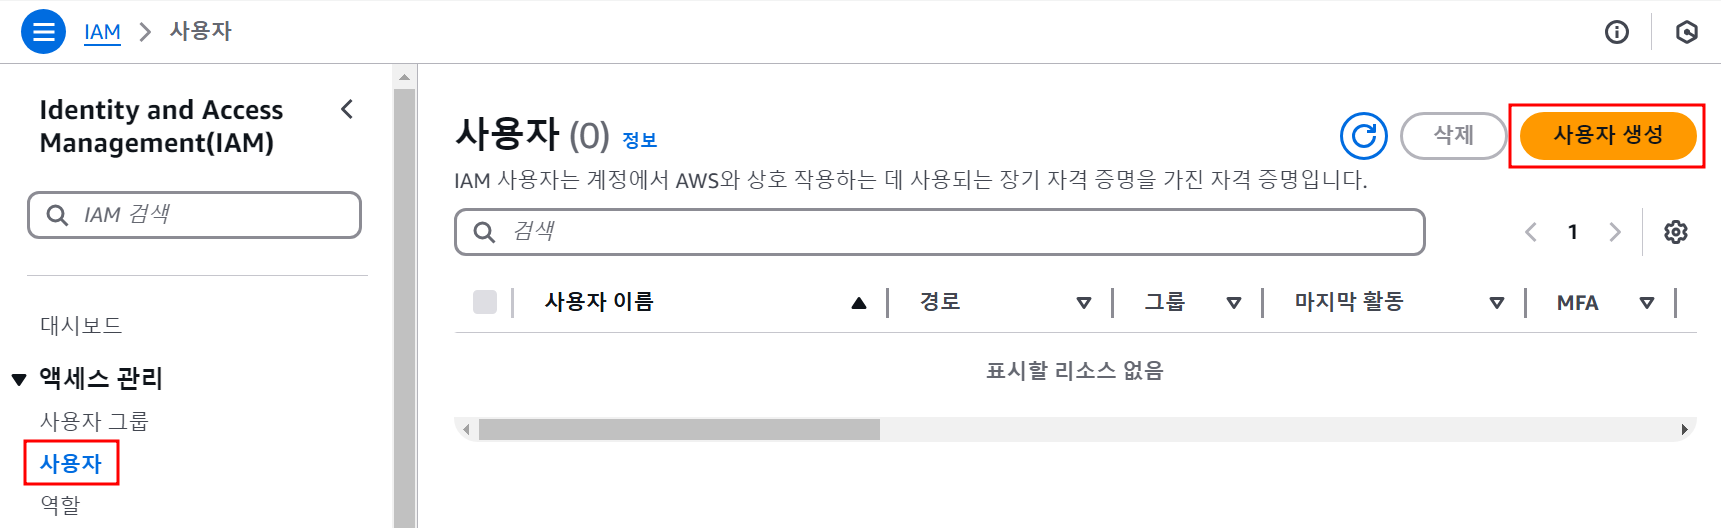 IAM > 사용자
Identity and Access
Management(IAM)
IAM 검색
대시보드
액세스 관리
사용자 그룹
사용자
역할
사용자 (0) 정보
삭제
사용자 생성
IAM 사용자는 계정에서 AWS와 상호 작용하는 데 사용되는 장기 자격 증명을 가진 자격 증명입니다.
검색
1
사용자 이름 경로 그룹 마지막 활동 MFA
표시할 리소스 없음